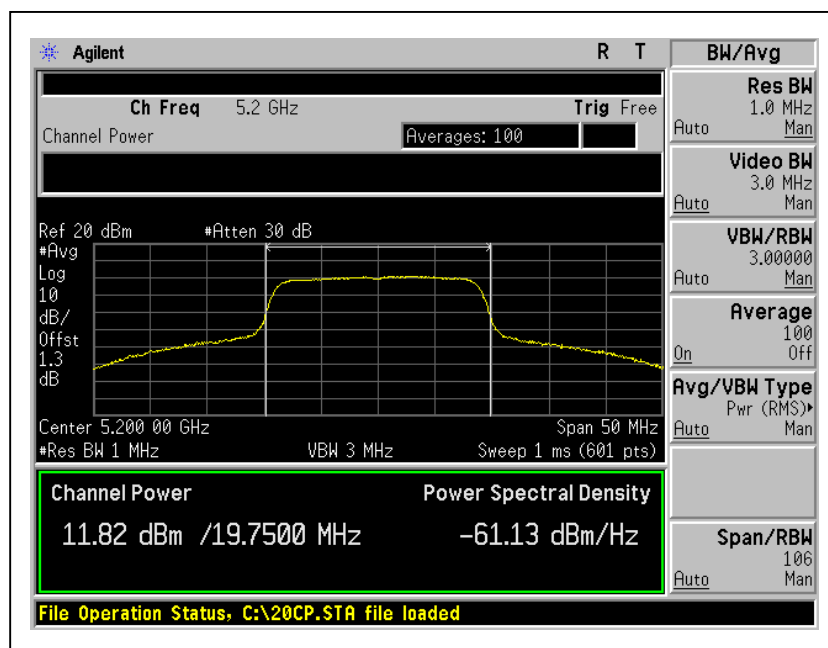 Agilent R T
Ch Freq 5.2 GHz Trig Free
Channel Power Averages: 100
Ref 20 dBm #Atten 30 dB
#Avg
Log
10
dB/
Offst
1.3
dB
Center 5.200 00 GHz Span 50 MHz
#Res BW 1 MHz VBW 3 MHz Sweep 1 ms (601 pts)
Channel Power Power Spectral Density
11.82 dBm /19.7500 MHz -61.13 dBm/Hz
File Operation Status, C:\20CP.STA file loaded
BW/Avg
Res BW
1.0 MHz
Auto Man
Video BW
3.0 MHz
Auto Man
VBW/RBW
3.00000
Auto Man
Average
100
On Off
Avg/VBW Type
Pwr (RMS)▸
Auto Man
Span/RBW
106
Auto Man